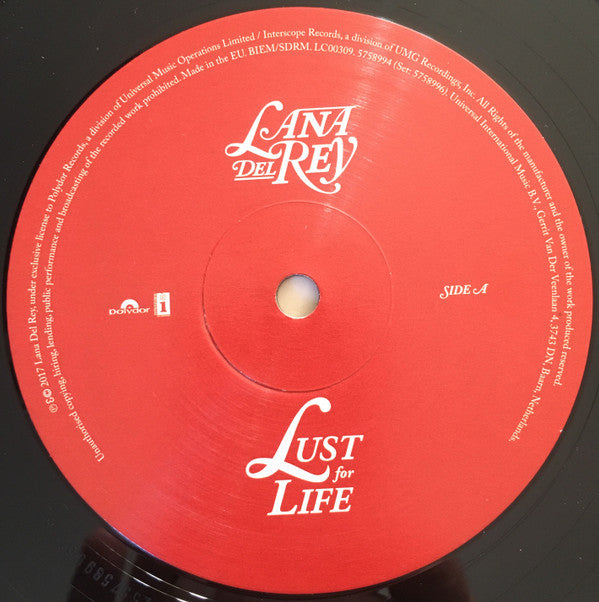 ℗© 2017 Lana Del Rey, under exclusive license to Polydor Records, a division of Universal Music Operations Limited / Interscope Records, a division of UMG Recordings, Inc. All Rights of the manufacturer and the owner of the work produced reserved.
Unauthorised copying, hiring, lending, public performance and broadcasting of the recorded work prohibited. Made in the EU. BIEM/SDRM. LC00309. 5758994 (Set: 5758996). Universal International Music B.V., Gerrit Van Der Veenlaan 4, 3743 DN, Baarn, Netherlands.
LANA
DEL REY
Polydor
i
SIDE A
LUST
for
LIFE